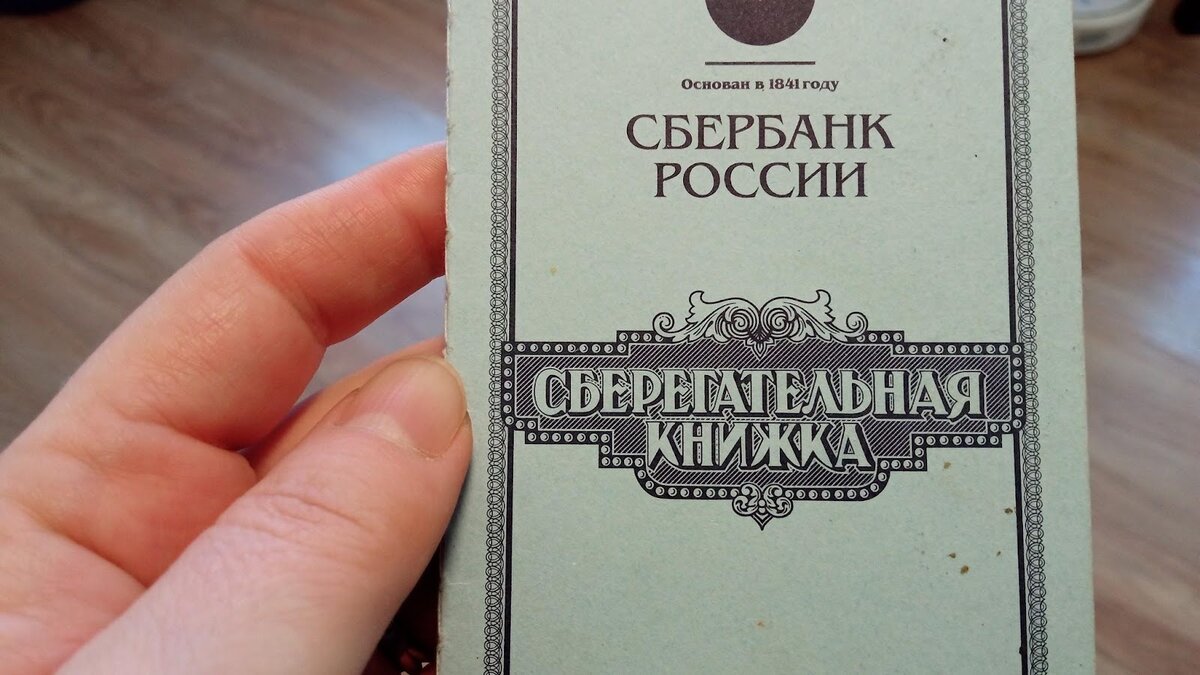 Основан в 1841 году
СБЕРБАНК
РОССИИ
СБЕРЕГАТЕЛЬНАЯ
КНИЖКА